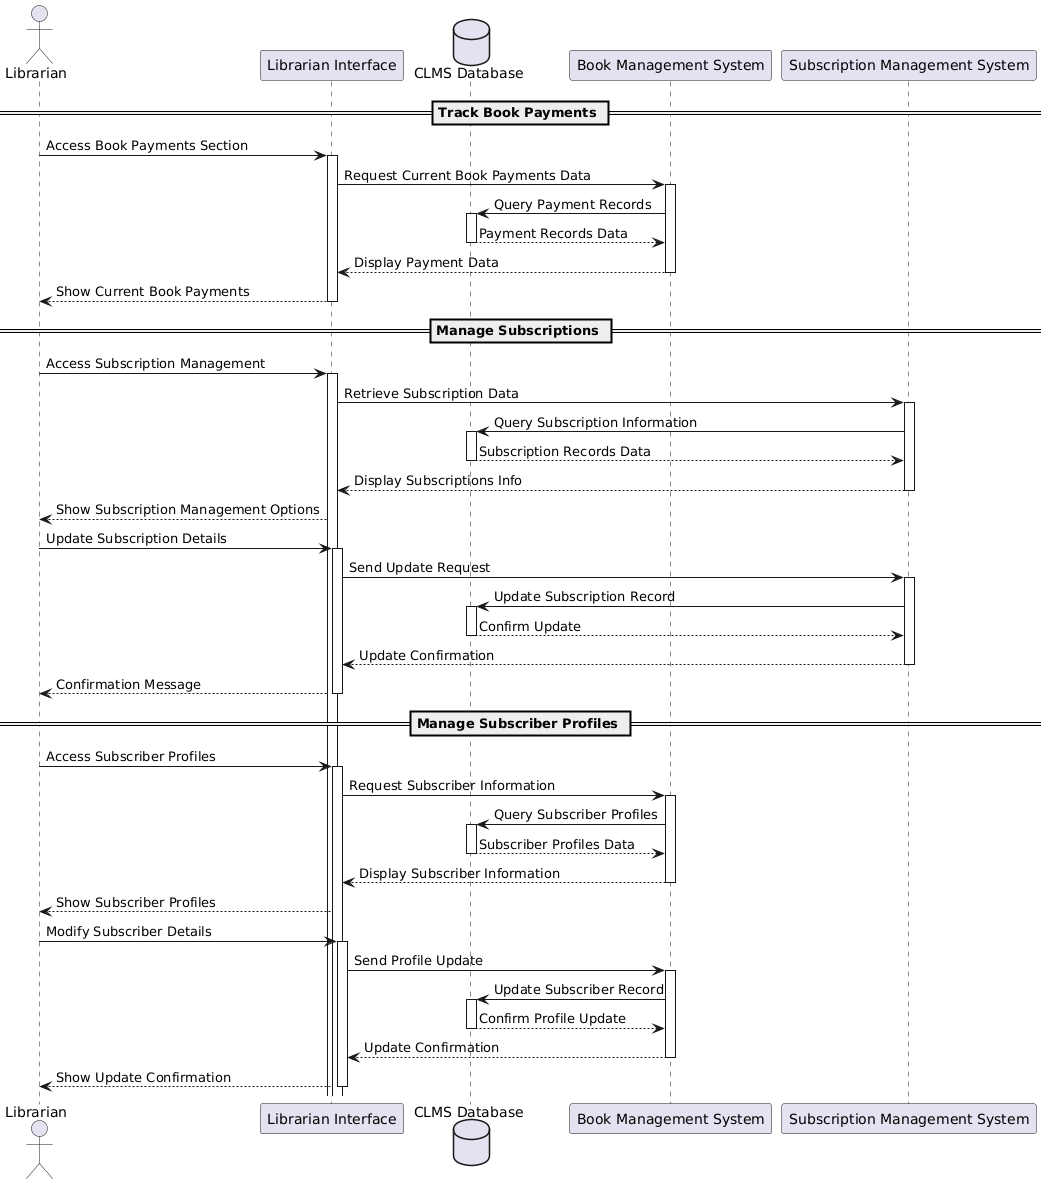 Librarian
Librarian Interface
CLMS Database
Book Management System
Subscription Management System
Track Book Payments
Access Book Payments Section
Request Current Book Payments Data
Query Payment Records
Payment Records Data
Display Payment Data
Show Current Book Payments
Manage Subscriptions
Access Subscription Management
Retrieve Subscription Data
Query Subscription Information
Subscription Records Data
Display Subscriptions Info
Show Subscription Management Options
Update Subscription Details
Send Update Request
Update Subscription Record
Confirm Update
Update Confirmation
Confirmation Message
Manage Subscriber Profiles
Access Subscriber Profiles
Request Subscriber Information
Query Subscriber Profiles
Subscriber Profiles Data
Display Subscriber Information
Show Subscriber Profiles
Modify Subscriber Details
Send Profile Update
Update Subscriber Record
Confirm Profile Update
Update Confirmation
Show Update Confirmation
Librarian
Librarian Interface
CLMS Database
Book Management System
Subscription Management System